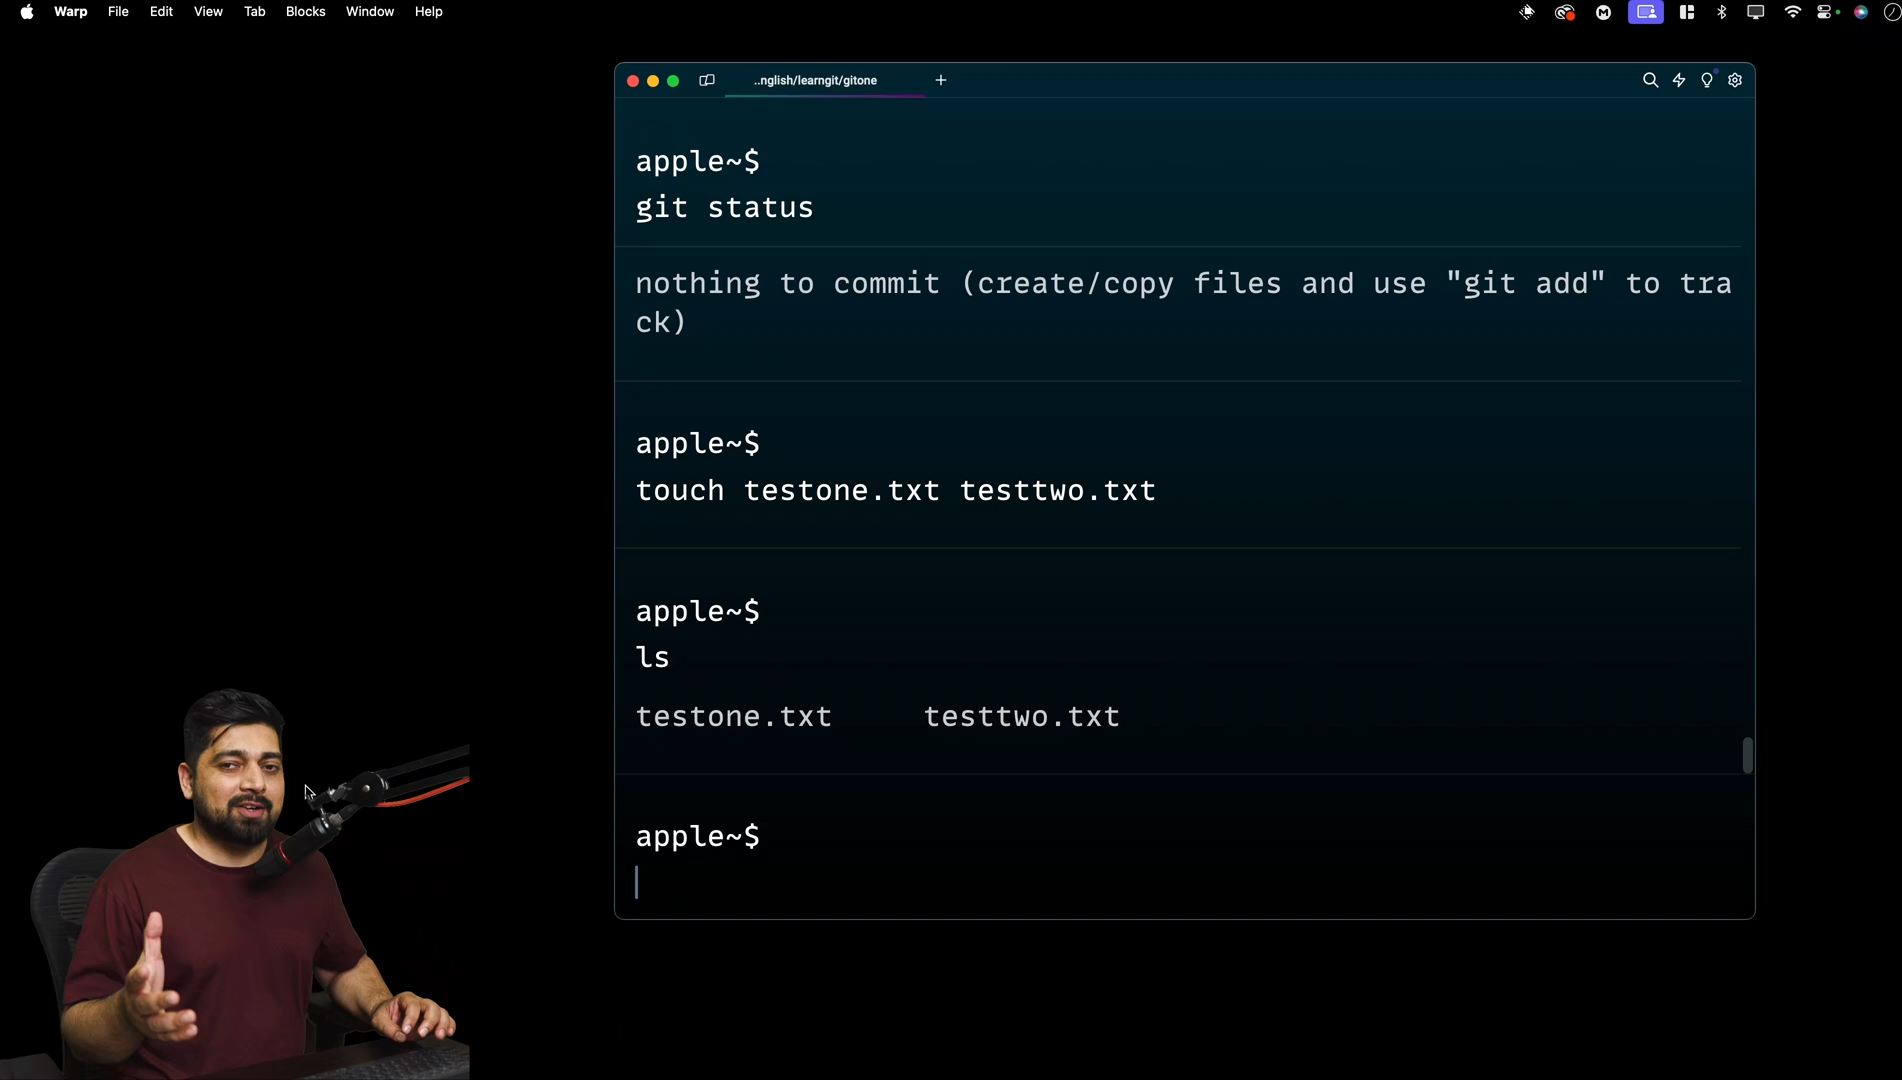 Warp File Edit View Tab Blocks Window Help
..nglish/learngit/gitone
apple~$
git status
nothing to commit (create/copy files and use "git add" to tra
ck)
apple~$
touch testone.txt testtwo.txt
apple~$
ls
testone.txt testtwo.txt
apple~$